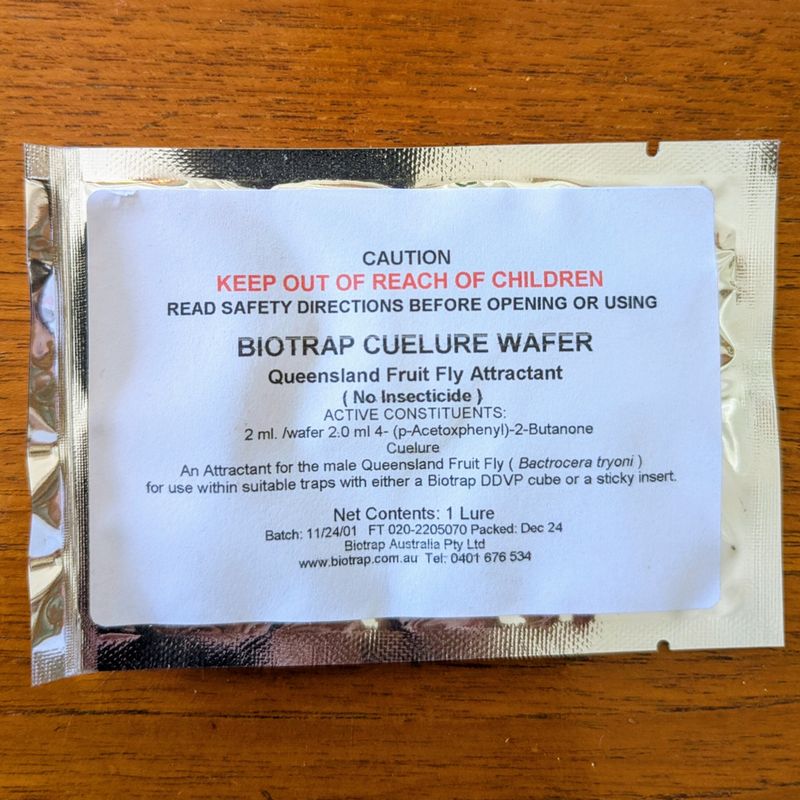 CAUTION
KEEP OUT OF REACH OF CHILDREN
READ SAFETY DIRECTIONS BEFORE OPENING OR USING
BIOTRAP CUELURE WAFER
Queensland Fruit Fly Attractant
( No Insecticide )
ACTIVE CONSTITUENTS:
2 ml. /wafer 2.0 ml 4- (p-Acetoxphenyl)-2-Butanone
Cuelure
An Attractant for the male Queensland Fruit Fly ( Bactrocera tryoni )
for use within suitable traps with either a Biotrap DDVP cube or a sticky insert.
Net Contents: 1 Lure
Batch: 11/24/01 FT 020-2205070 Packed: Dec 24
Biotrap Australia Pty Ltd
www.biotrap.com.au Tel: 0401 676 534